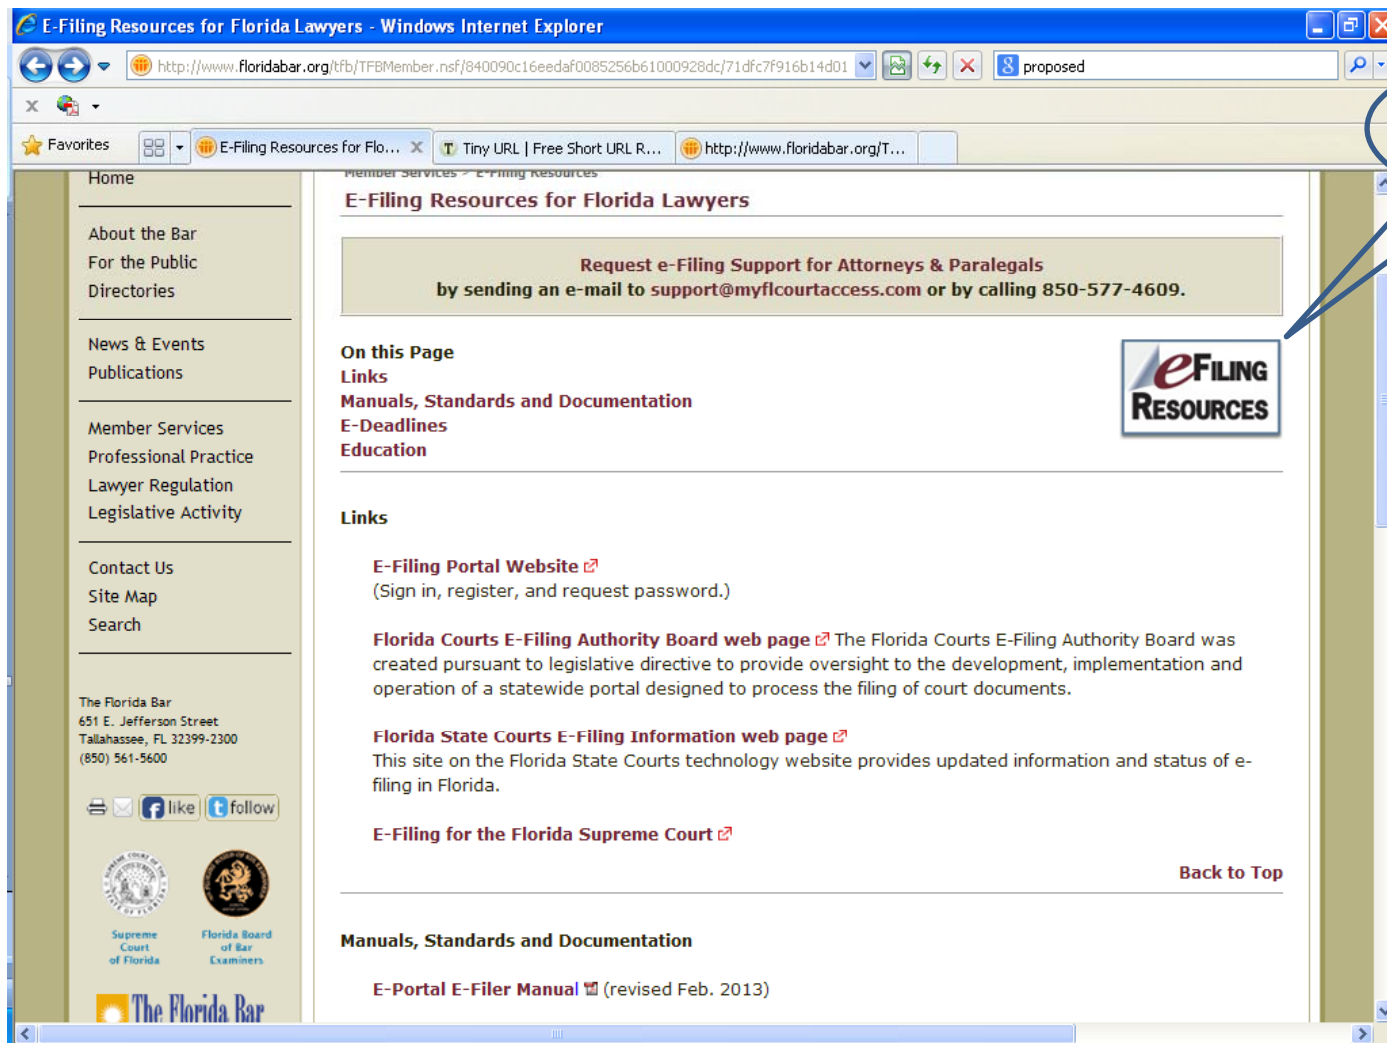 E-Filing Resources for Florida Lawyers - Windows Internet Explorer
http://www.floridabar.org/tfb/TFBMember.nsf/840090c16eedaf0085256b61000928dc/71dfc7f916b14d01
proposed
Favorites
E-Filing Resources for Flo...
Tiny URL | Free Short URL R...
http://www.floridabar.org/T...
Home
About the Bar
For the Public
Directories
News & Events
Publications
Member Services
Professional Practice
Lawyer Regulation
Legislative Activity
Contact Us
Site Map
Search
The Florida Bar
651 E. Jefferson Street
Tallahassee, FL 32399-2300
(850) 561-5600
like
follow
Supreme
Court
of Florida
Florida Board
of Bar
Examiners
The Florida Bar
Member Services > E-Filing Resources
E-Filing Resources for Florida Lawyers
Request e-Filing Support for Attorneys & Paralegals
by sending an e-mail to support@myflcourtaccess.com or by calling 850-577-4609.
On this Page
Links
Manuals, Standards and Documentation
E-Deadlines
Education
eFILING
RESOURCES
Links
E-Filing Portal Website
(Sign in, register, and request password.)
Florida Courts E-Filing Authority Board web page The Florida Courts E-Filing Authority Board was
created pursuant to legislative directive to provide oversight to the development, implementation and
operation of a statewide portal designed to process the filing of court documents.
Florida State Courts E-Filing Information web page
This site on the Florida State Courts technology website provides updated information and status of e-
filing in Florida.
E-Filing for the Florida Supreme Court
Back to Top
Manuals, Standards and Documentation
E-Portal E-Filer Manual (revised Feb. 2013)